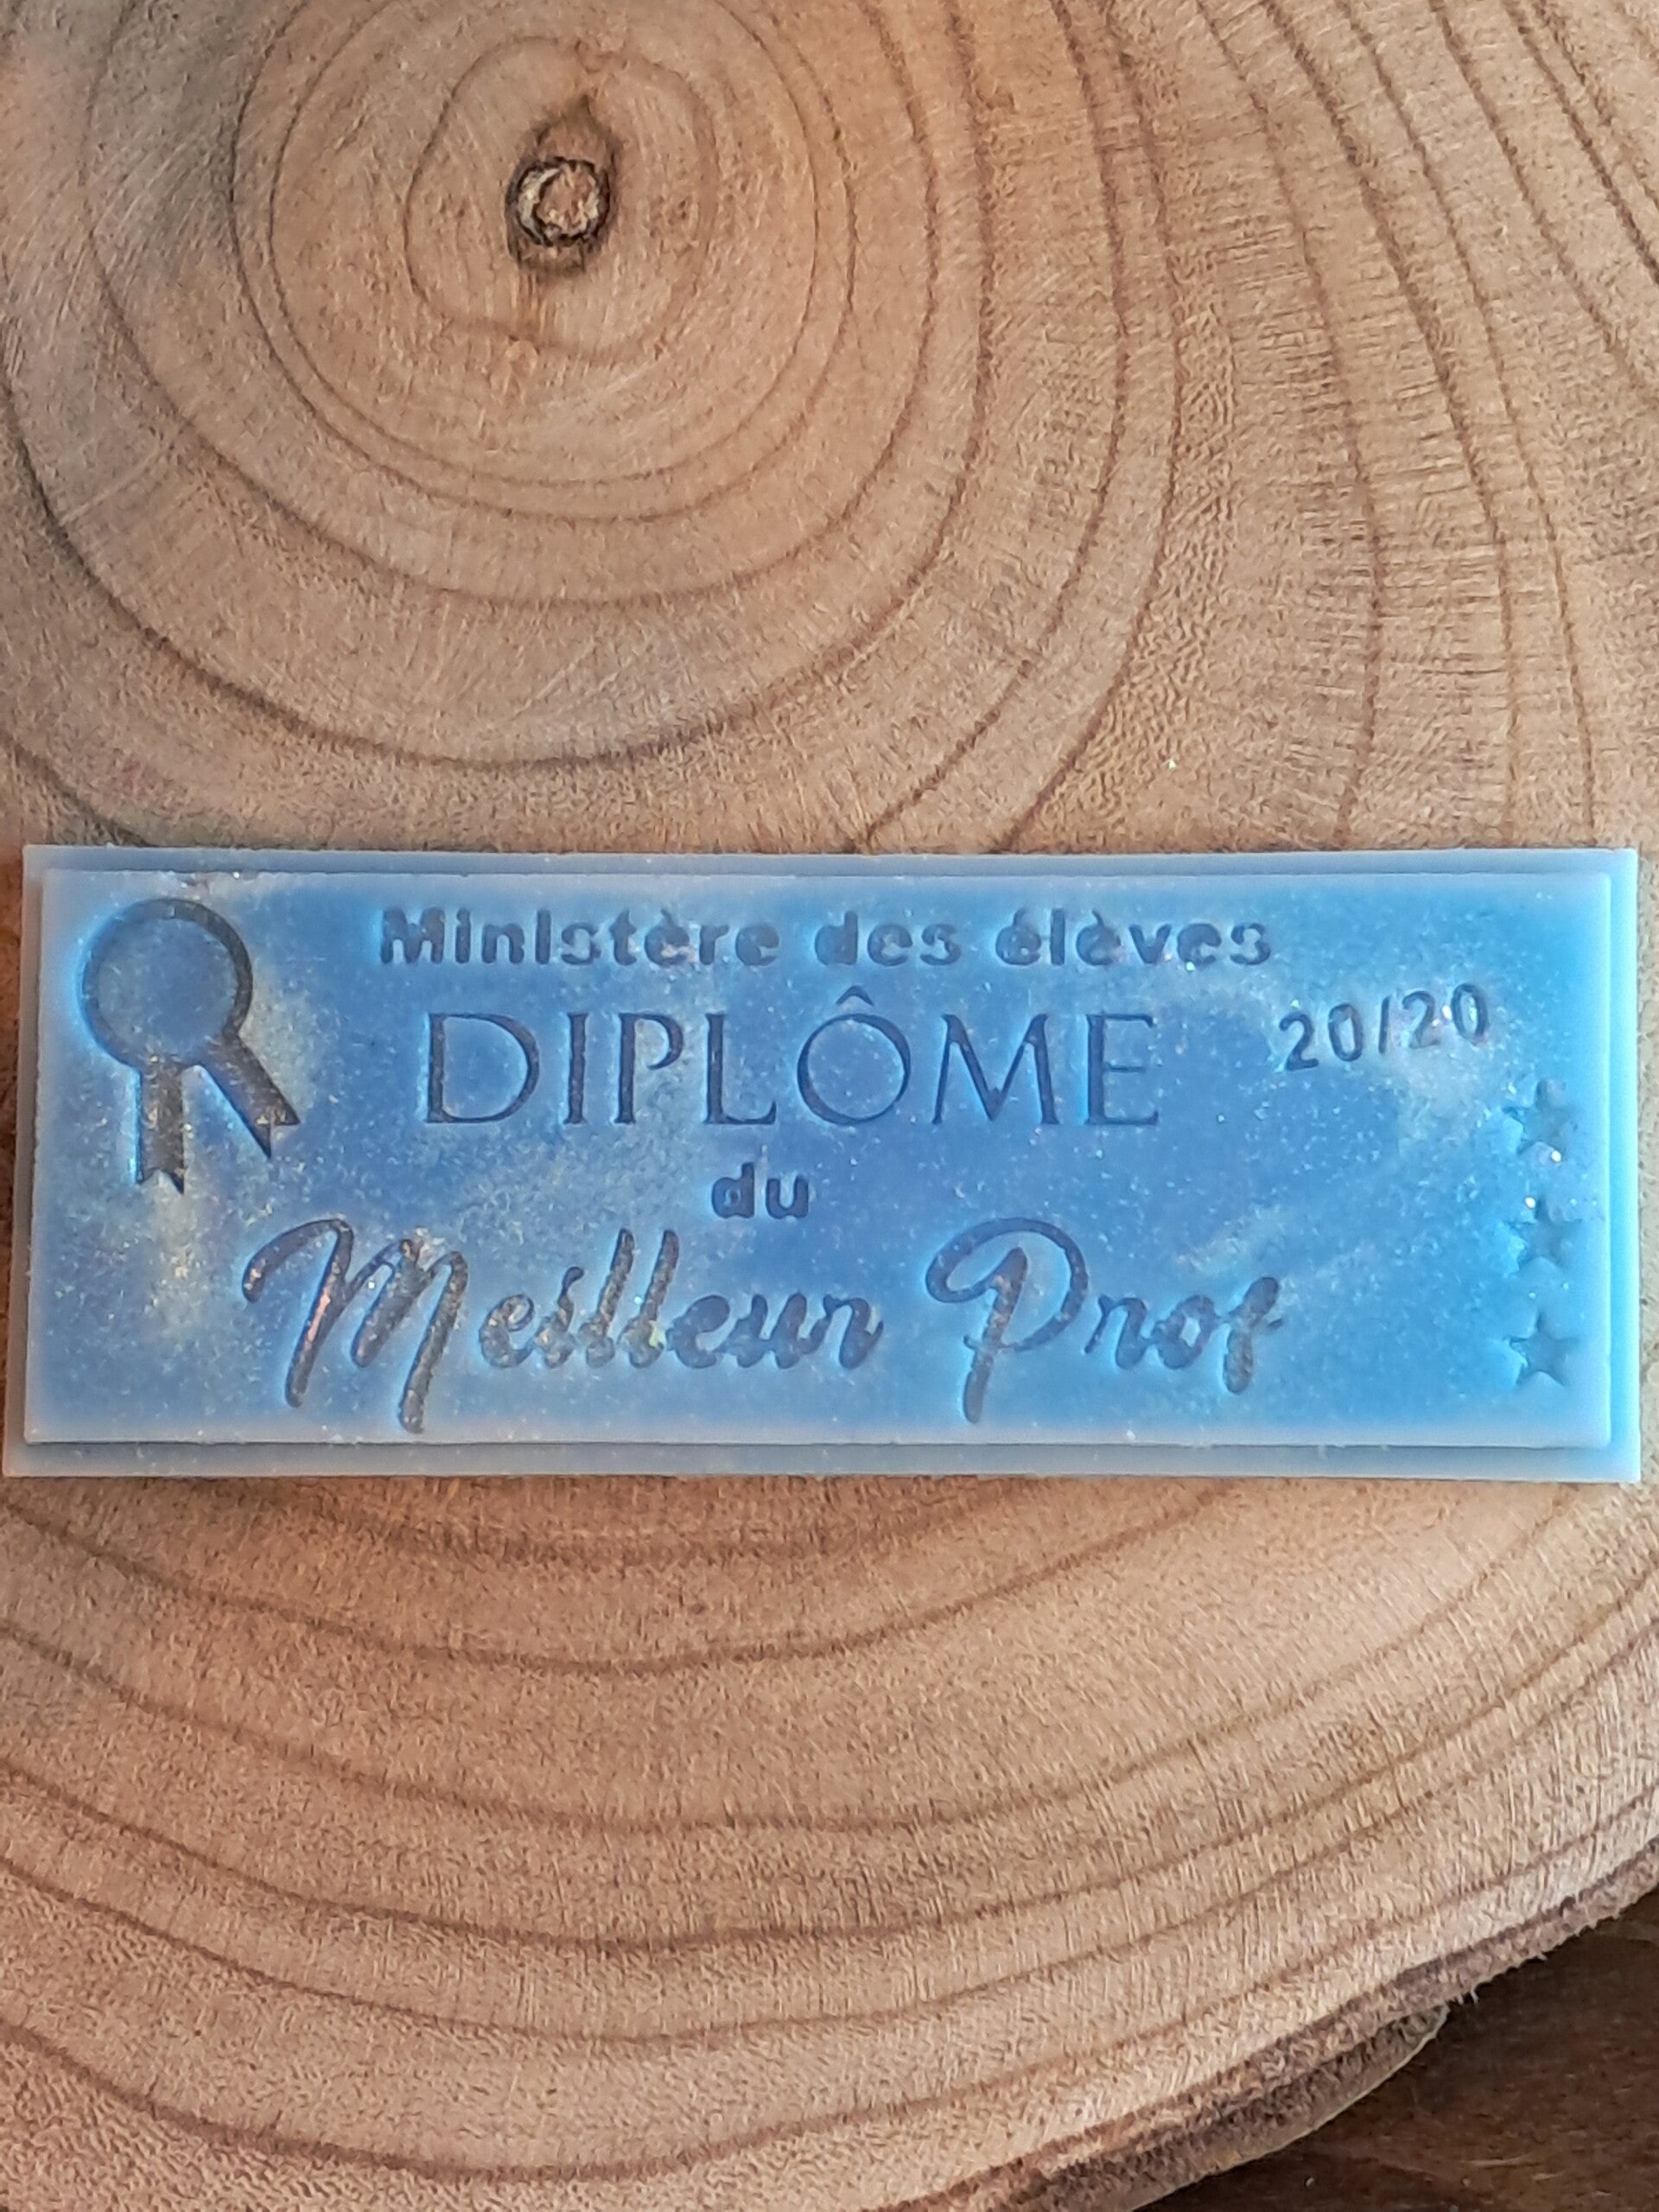 Ministère des élèves
DIPLÔME
20/20
du
Meilleur Prof